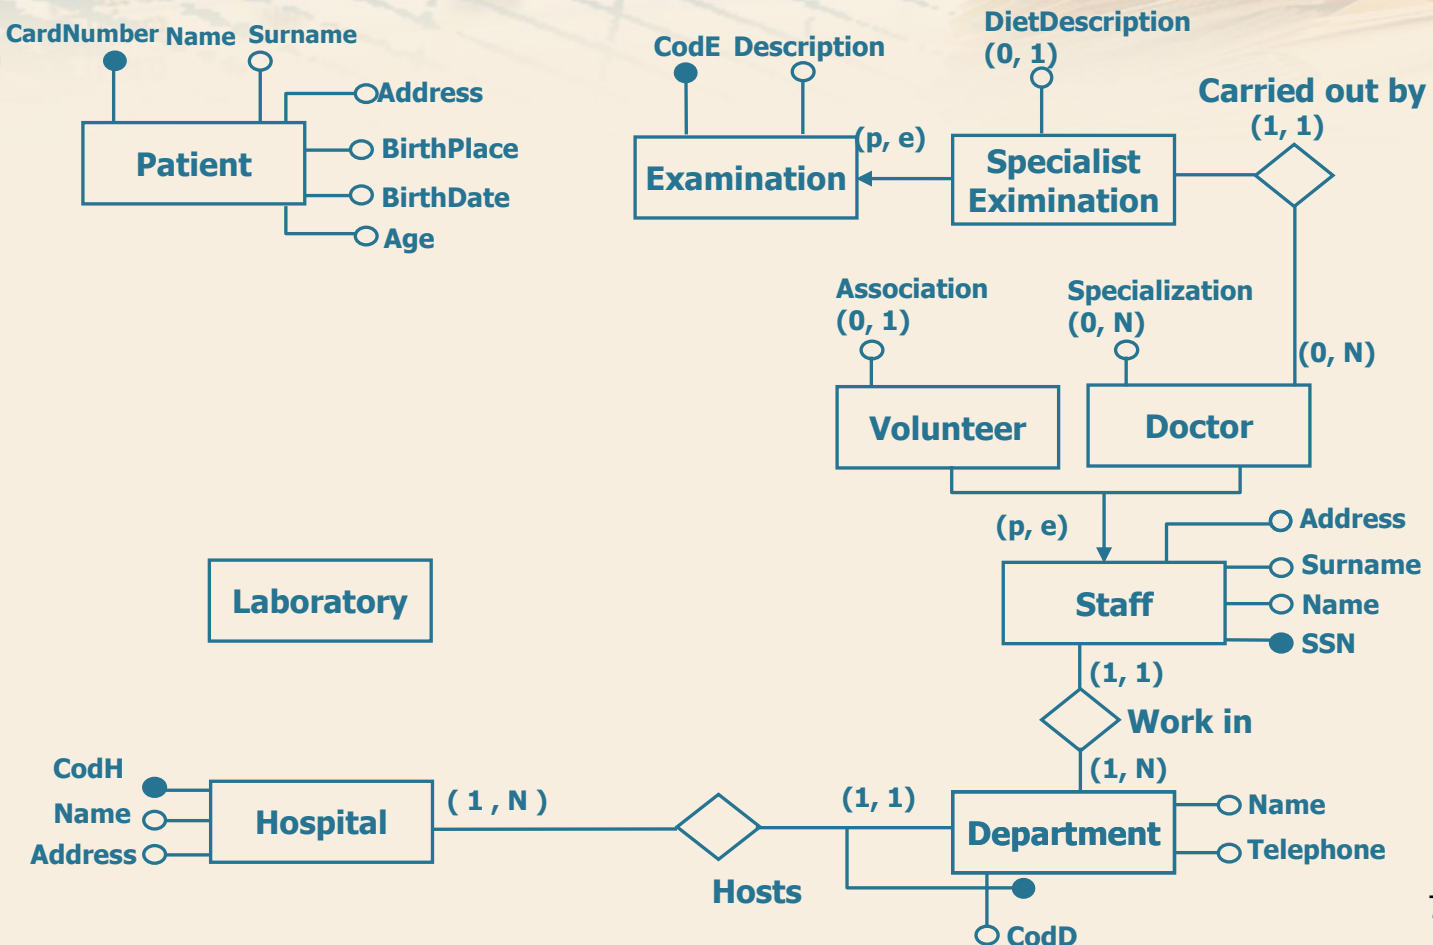 CardNumber Name Surname
Address
BirthPlace
BirthDate
Age
Patient
CodE Description
Examination
(p, e)
DietDescription
(0, 1)
Specialist
Eximination
Carried out by
(1, 1)
(0, N)
Association
(0, 1)
Volunteer
Specialization
(0, N)
Doctor
(p, e)
Staff
Address
Surname
Name
SSN
(1, 1)
Work in
(1, N)
Laboratory
CodH
Name
Address
Hospital
( 1 , N )
Hosts
(1, 1)
Department
Name
Telephone
CodD